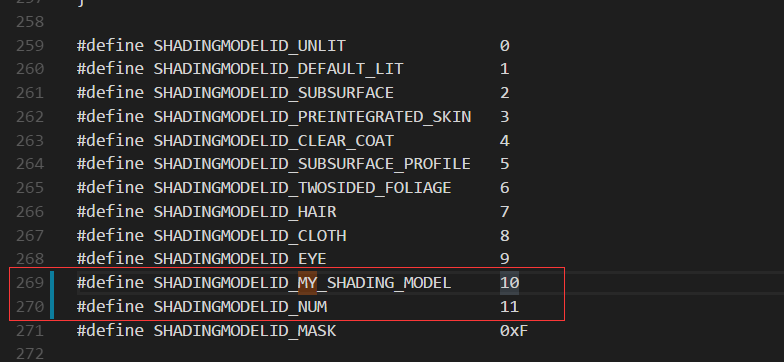 257 }
258
259 #define SHADINGMODELID_UNLIT 0
260 #define SHADINGMODELID_DEFAULT_LIT 1
261 #define SHADINGMODELID_SUBSURFACE 2
262 #define SHADINGMODELID_PREINTEGRATED_SKIN 3
263 #define SHADINGMODELID_CLEAR_COAT 4
264 #define SHADINGMODELID_SUBSURFACE_PROFILE 5
265 #define SHADINGMODELID_TWOSIDED_FOLIAGE 6
266 #define SHADINGMODELID_HAIR 7
267 #define SHADINGMODELID_CLOTH 8
268 #define SHADINGMODELID_EYE 9
269 #define SHADINGMODELID_MY_SHADING_MODEL 10
270 #define SHADINGMODELID_NUM 11
271 #define SHADINGMODELID_MASK 0xF
272